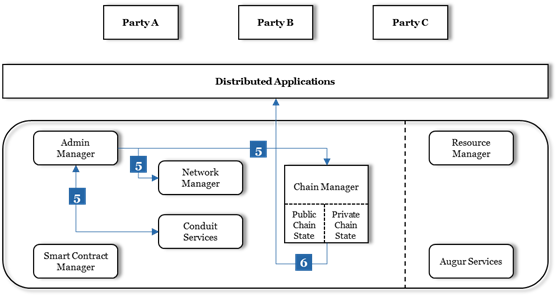 Party A
Party B
Party C
Distributed Applications
Admin
Manager
5
5
5
Network
Manager
Conduit
Services
Smart Contract
Manager
Chain Manager
Public
Chain
State
Private
Chain
State
6
Resource
Manager
Augur Services